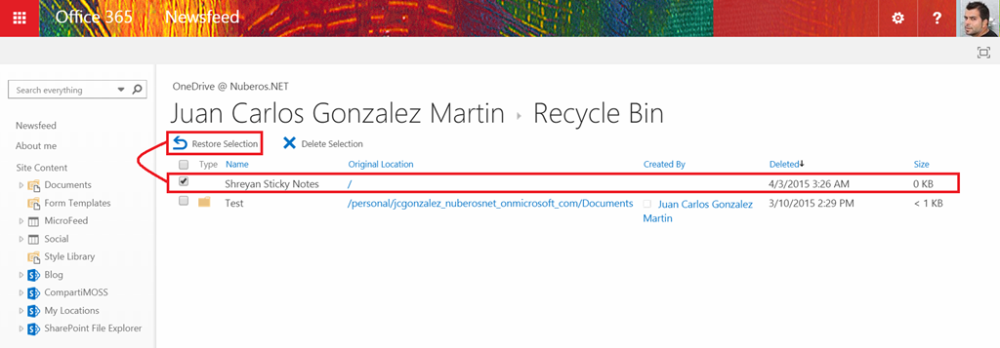 Office 365 Newsfeed ?
Search everything
Newsfeed
About me
Site Content
Documents
Form Templates
MicroFeed
Social
Style Library
Blog
CompartiMOSS
My Locations
SharePoint File Explorer
OneDrive @ Nuberos.NET
Juan Carlos Gonzalez Martin ▸ Recycle Bin
Restore Selection Delete Selection
Type Name Original Location Created By Deleted↓ Size
Shreyan Sticky Notes / 4/3/2015 3:26 AM 0 KB
Test /personal/jcgonzalez_nuberosnet_onmicrosoft_com/Documents Juan Carlos Gonzalez 3/10/2015 2:29 PM < 1 KB
Martin